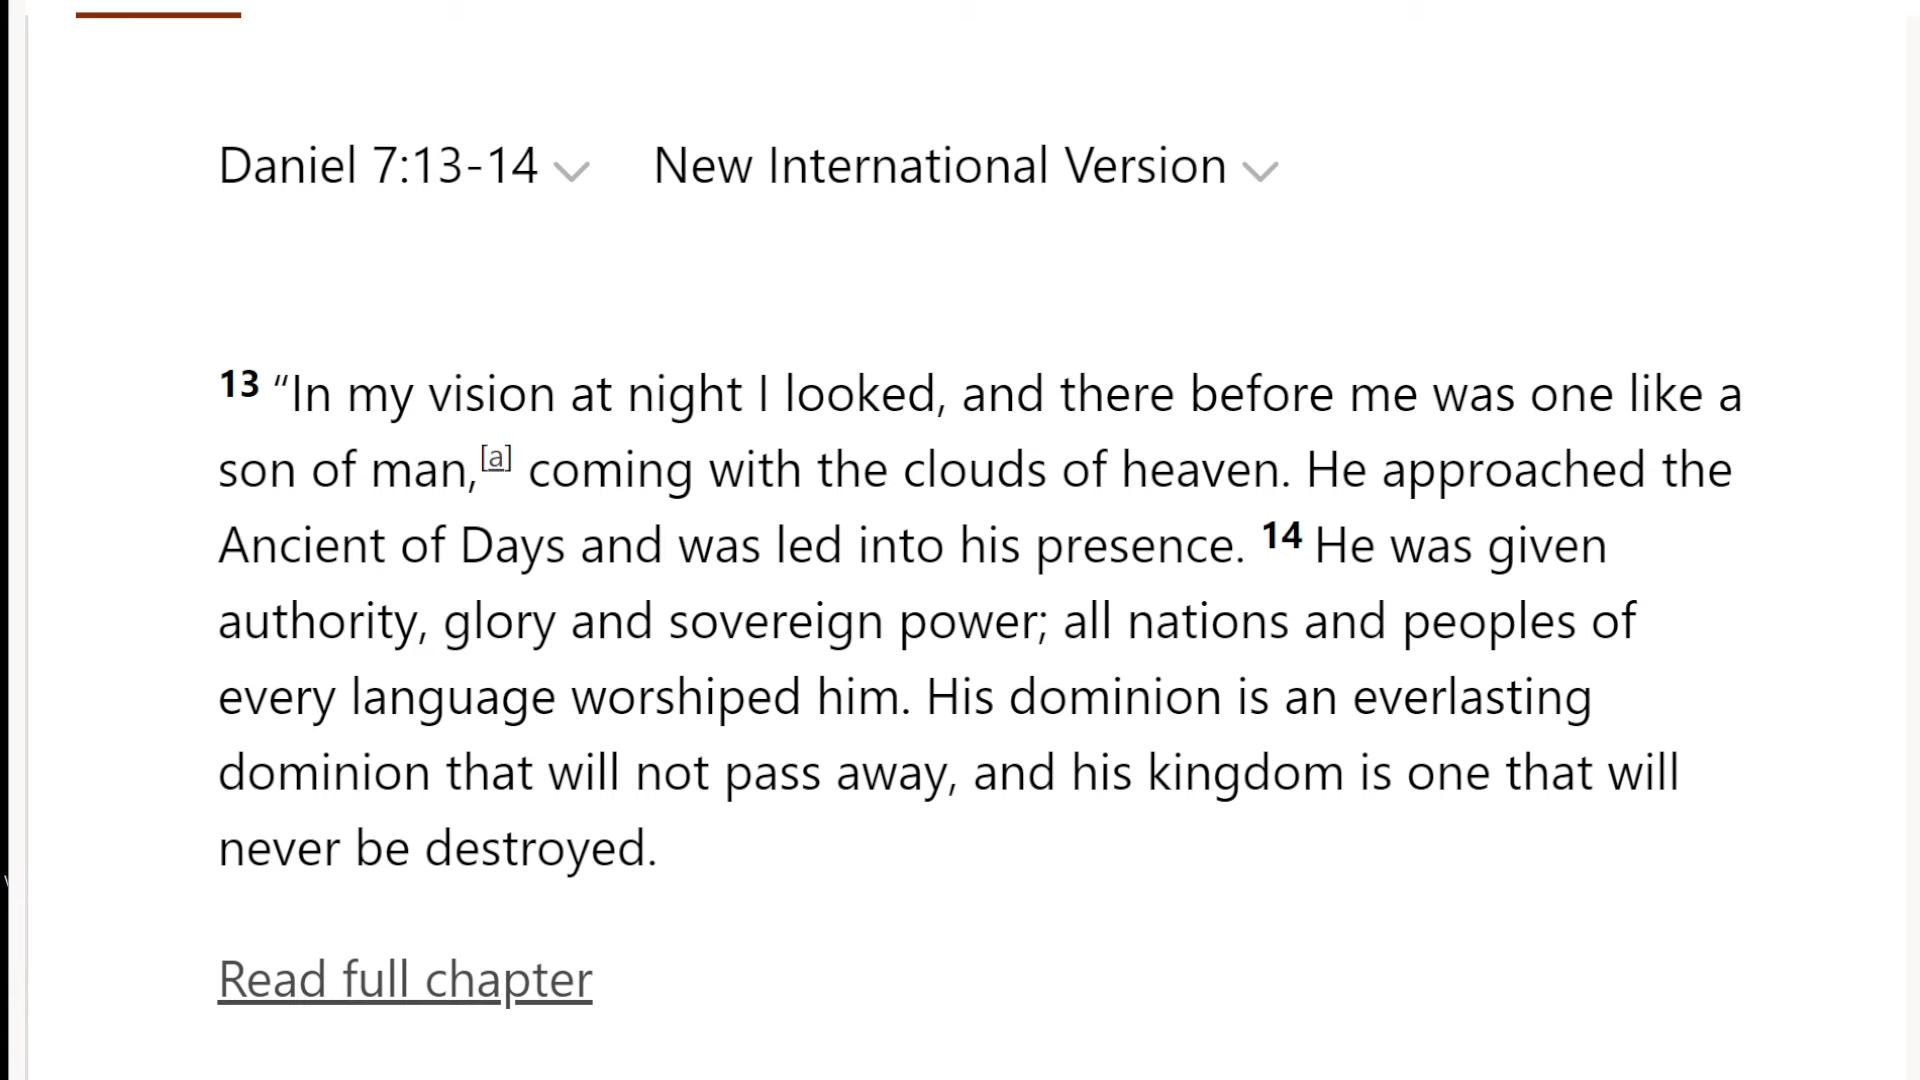 Daniel 7:13-14 New International Version
13 “In my vision at night I looked, and there before me was one like a
son of man,[a] coming with the clouds of heaven. He approached the
Ancient of Days and was led into his presence. 14 He was given
authority, glory and sovereign power; all nations and peoples of
every language worshiped him. His dominion is an everlasting
dominion that will not pass away, and his kingdom is one that will
never be destroyed.
Read full chapter